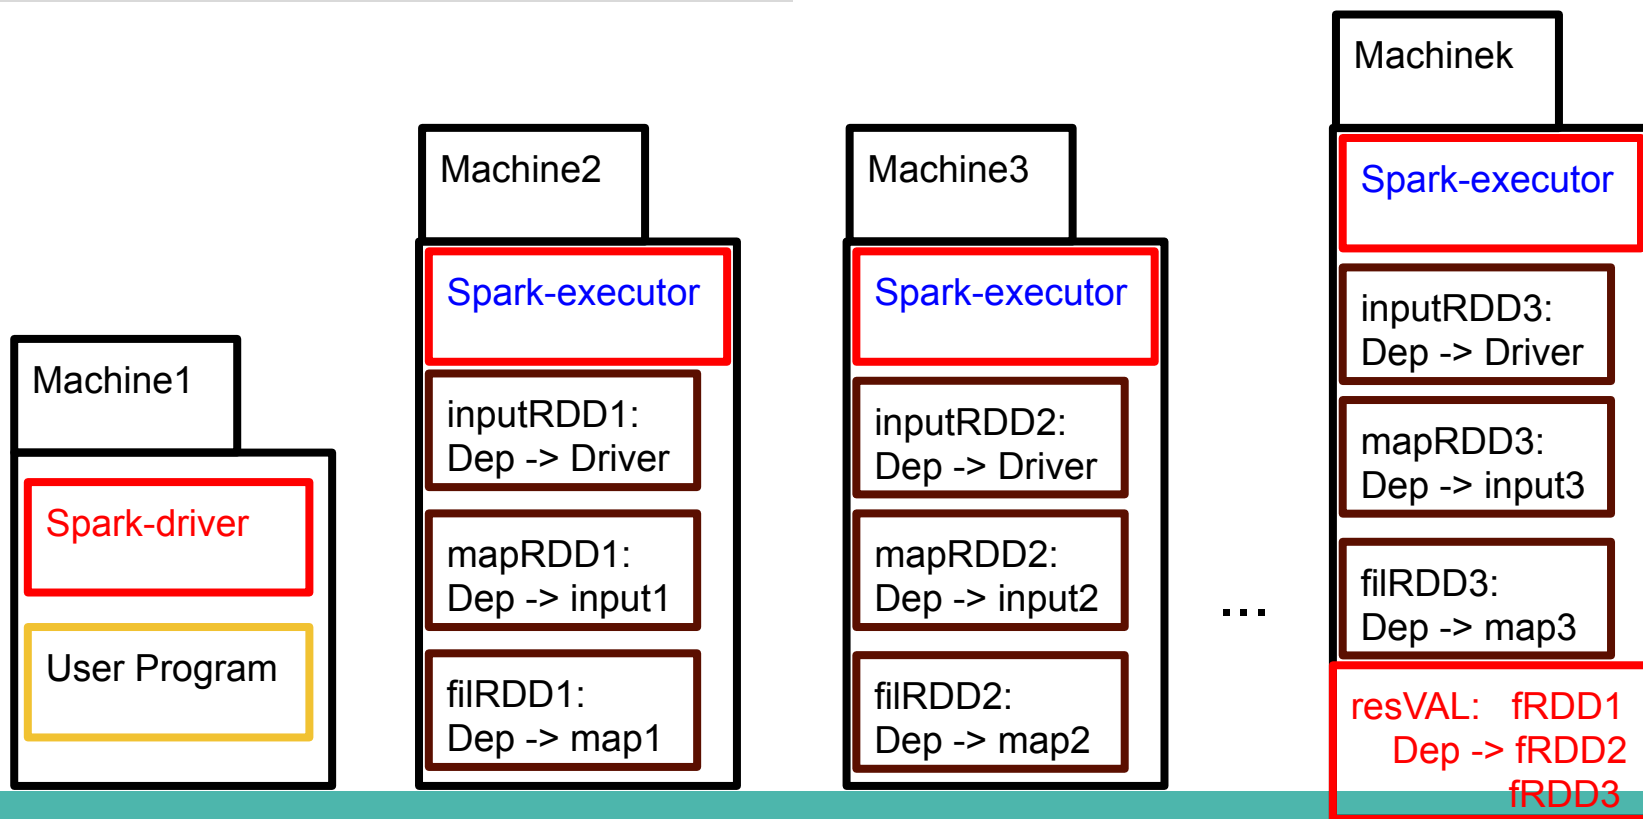 Machine1
Spark-driver
User Program
Machine2
Spark-executor
inputRDD1:
Dep -> Driver
mapRDD1:
Dep -> input1
filRDD1:
Dep -> map1
Machine3
Spark-executor
inputRDD2:
Dep -> Driver
mapRDD2:
Dep -> input2
filRDD2:
Dep -> map2
...
Machinek
Spark-executor
inputRDD3:
Dep -> Driver
mapRDD3:
Dep -> input3
filRDD3:
Dep -> map3
resVAL: fRDD1
Dep -> fRDD2
fRDD3